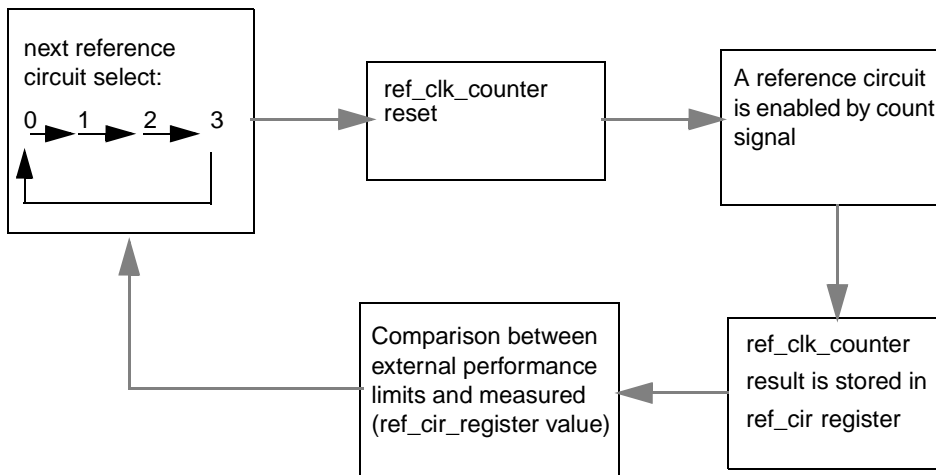 next reference
circuit select:
0 1 2 3
ref_clk_counter
reset
A reference circuit
is enabled by count
signal
ref_clk_counter
result is stored in
ref_cir register
Comparison between
external performance
limits and measured
(ref_cir_register value)